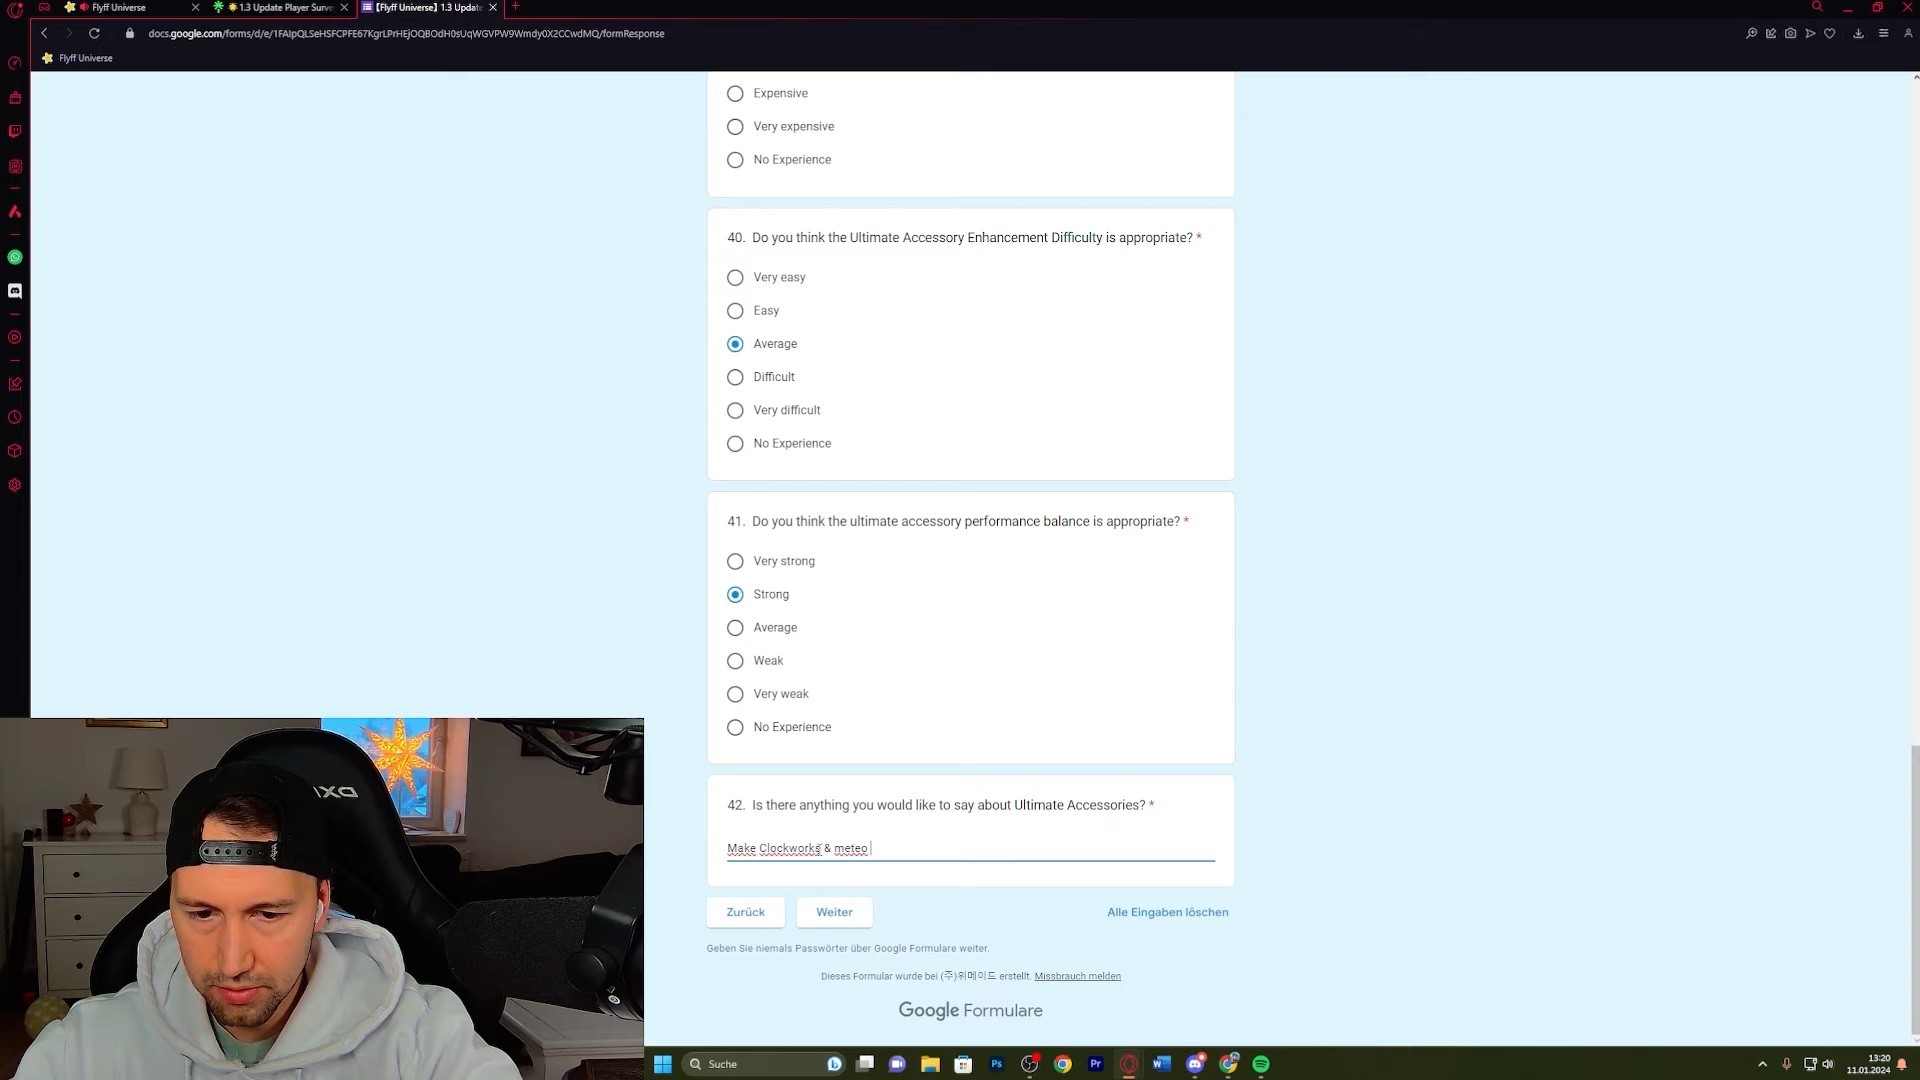 Flyff Universe
1.3 Update Player Surve
[Flyff Universe] 1.3 Update
docs.google.com/forms/d/e/1FAIpQLSeHSFCPFE67KgrLPrHEjOQBOdH0sUqWGVPW9Wmdy0X2CCwdMQ/formResponse
Flyff Universe
Expensive
Very expensive
No Experience
40. Do you think the Ultimate Accessory Enhancement Difficulty is appropriate? *
Very easy
Easy
Average
Difficult
Very difficult
No Experience
41. Do you think the ultimate accessory performance balance is appropriate? *
Very strong
Strong
Average
Weak
Very weak
No Experience
42. Is there anything you would like to say about Ultimate Accessories? *
Make Clockworks & meteo
Zurück
Weiter
Alle Eingaben löschen
Geben Sie niemals Passwörter über Google Formulare weiter.
Dieses Formular wurde bei (주)위메이드 erstellt. Missbrauch melden
Google Formulare
Suche
13:20
11.01.2024